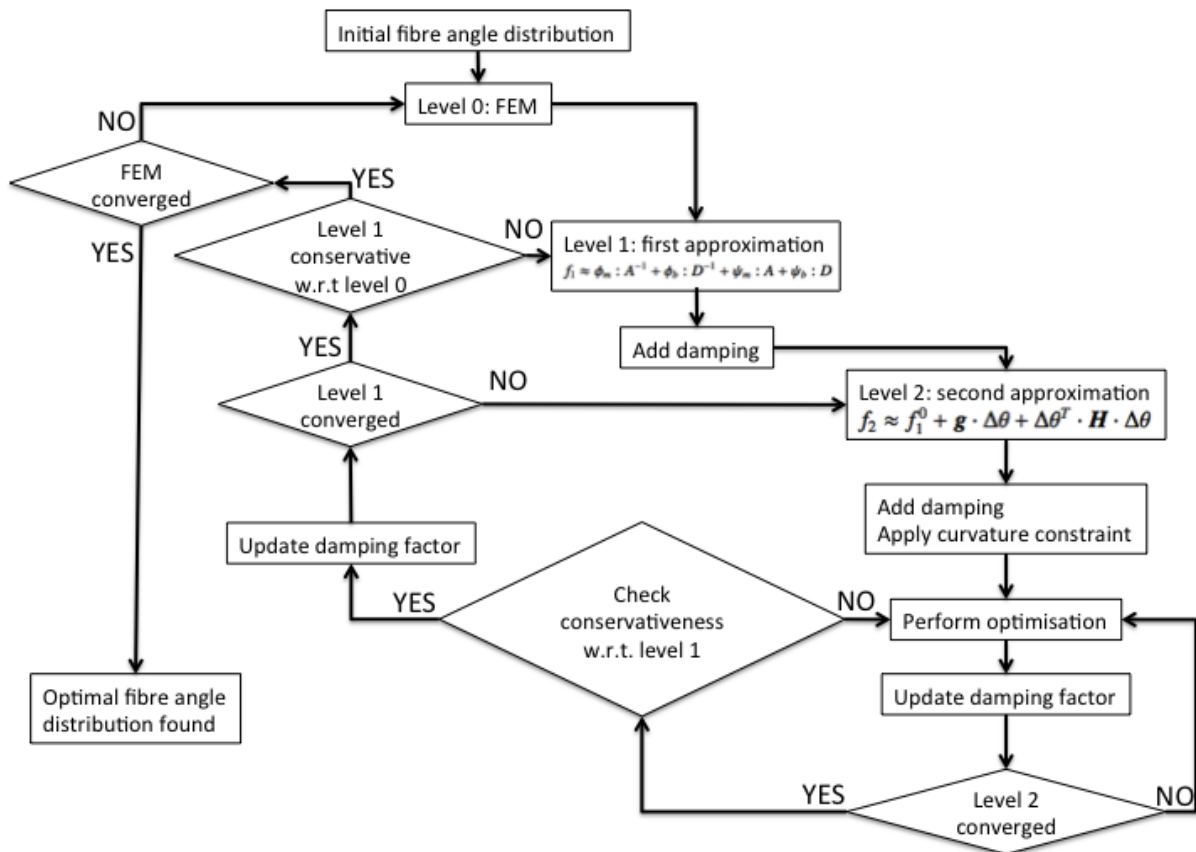 Initial fibre angle distribution
Level 0: FEM
NO
FEM
converged
YES
YES
Level 1
conservative
w.r.t level 0
NO
Level 1: first approximation
f₁ ≈ ϕₘ : A⁻¹ + ϕ_b : D⁻¹ + ψₘ : A + ψ_b : D
Add damping
YES
Level 1
converged
NO
Level 2: second approximation
f₂ ≈ f₁⁰ + g · Δθ + Δθᵀ · H · Δθ
Add damping
Apply curvature constraint
Update damping factor
YES
Check
conservativeness
w.r.t. level 1
NO
Perform optimisation
Update damping factor
Optimal fibre angle
distribution found
YES
Level 2
converged
NO